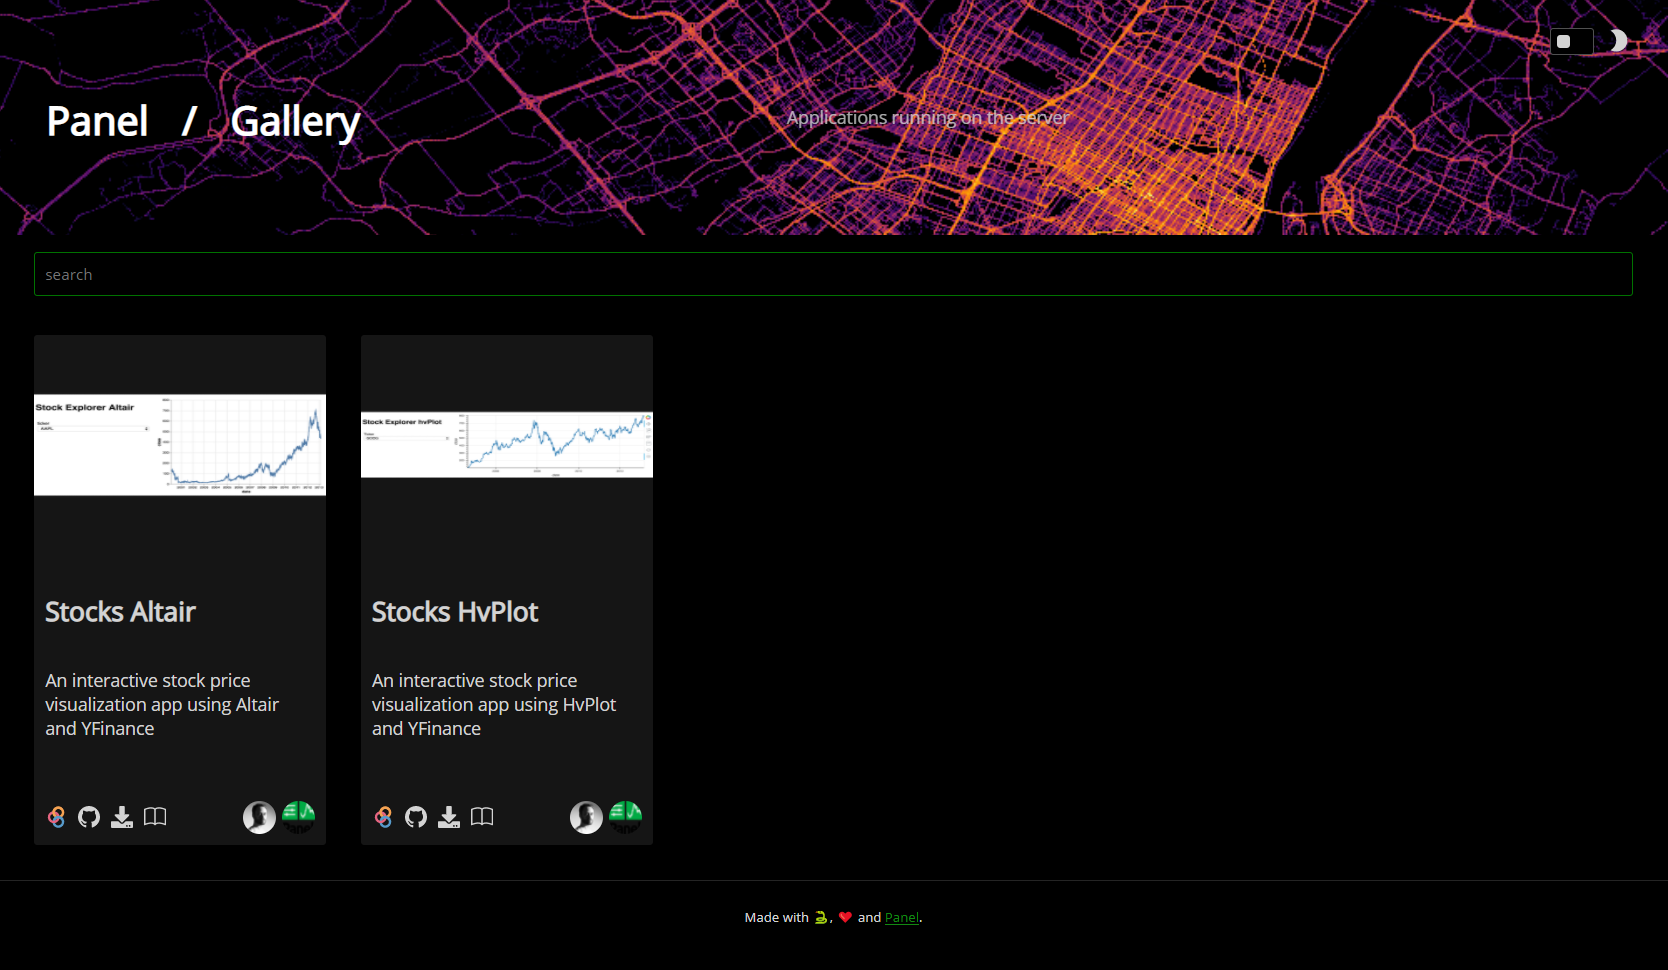 Panel / Gallery
Applications running on the server
search
Stock Explorer Altair
Stock Explorer hvPlot
Stocks Altair
An interactive stock price
visualization app using Altair
and YFinance
Stocks HvPlot
An interactive stock price
visualization app using HvPlot
and YFinance
Made with 🐍, ❤️ and Panel.